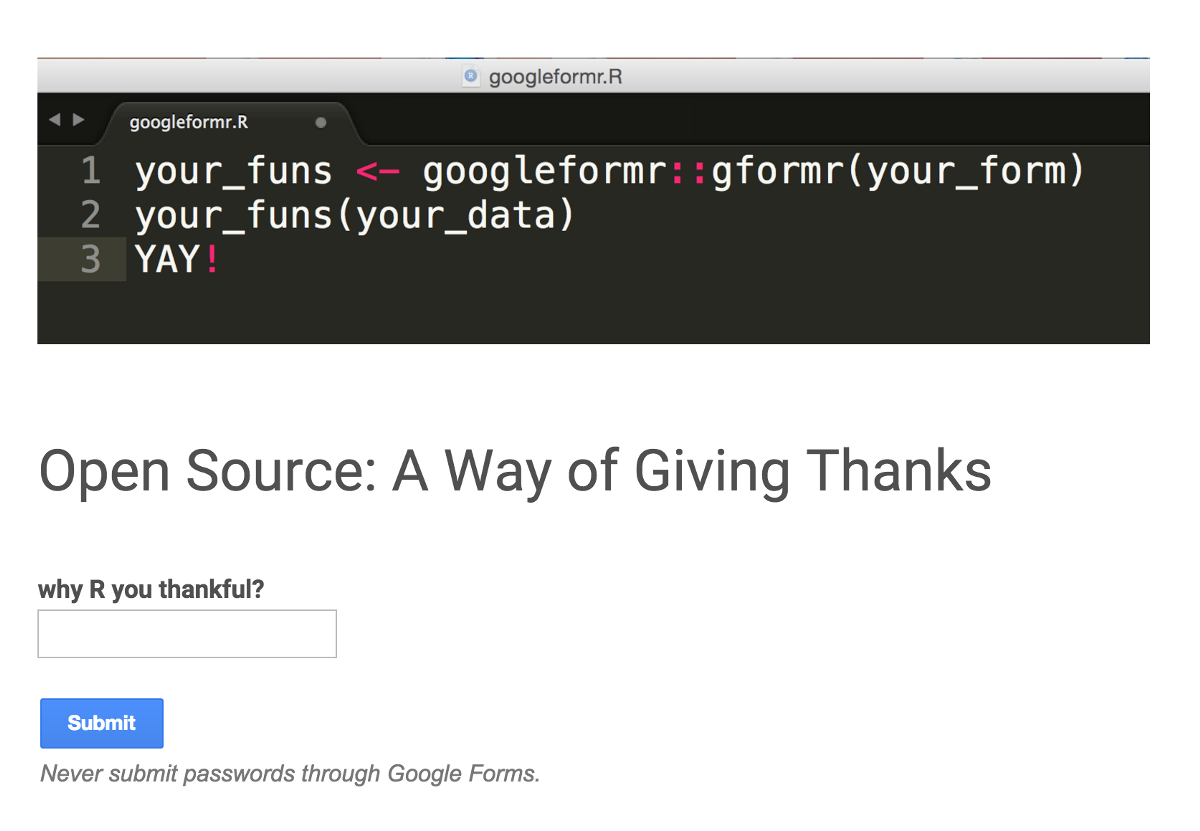 googleformr.R
googleformr.R
1 your_funs <- googleformr::gformr(your_form)
2 your_funs(your_data)
3 YAY!
Open Source: A Way of Giving Thanks
why R you thankful?
Submit
Never submit passwords through Google Forms.